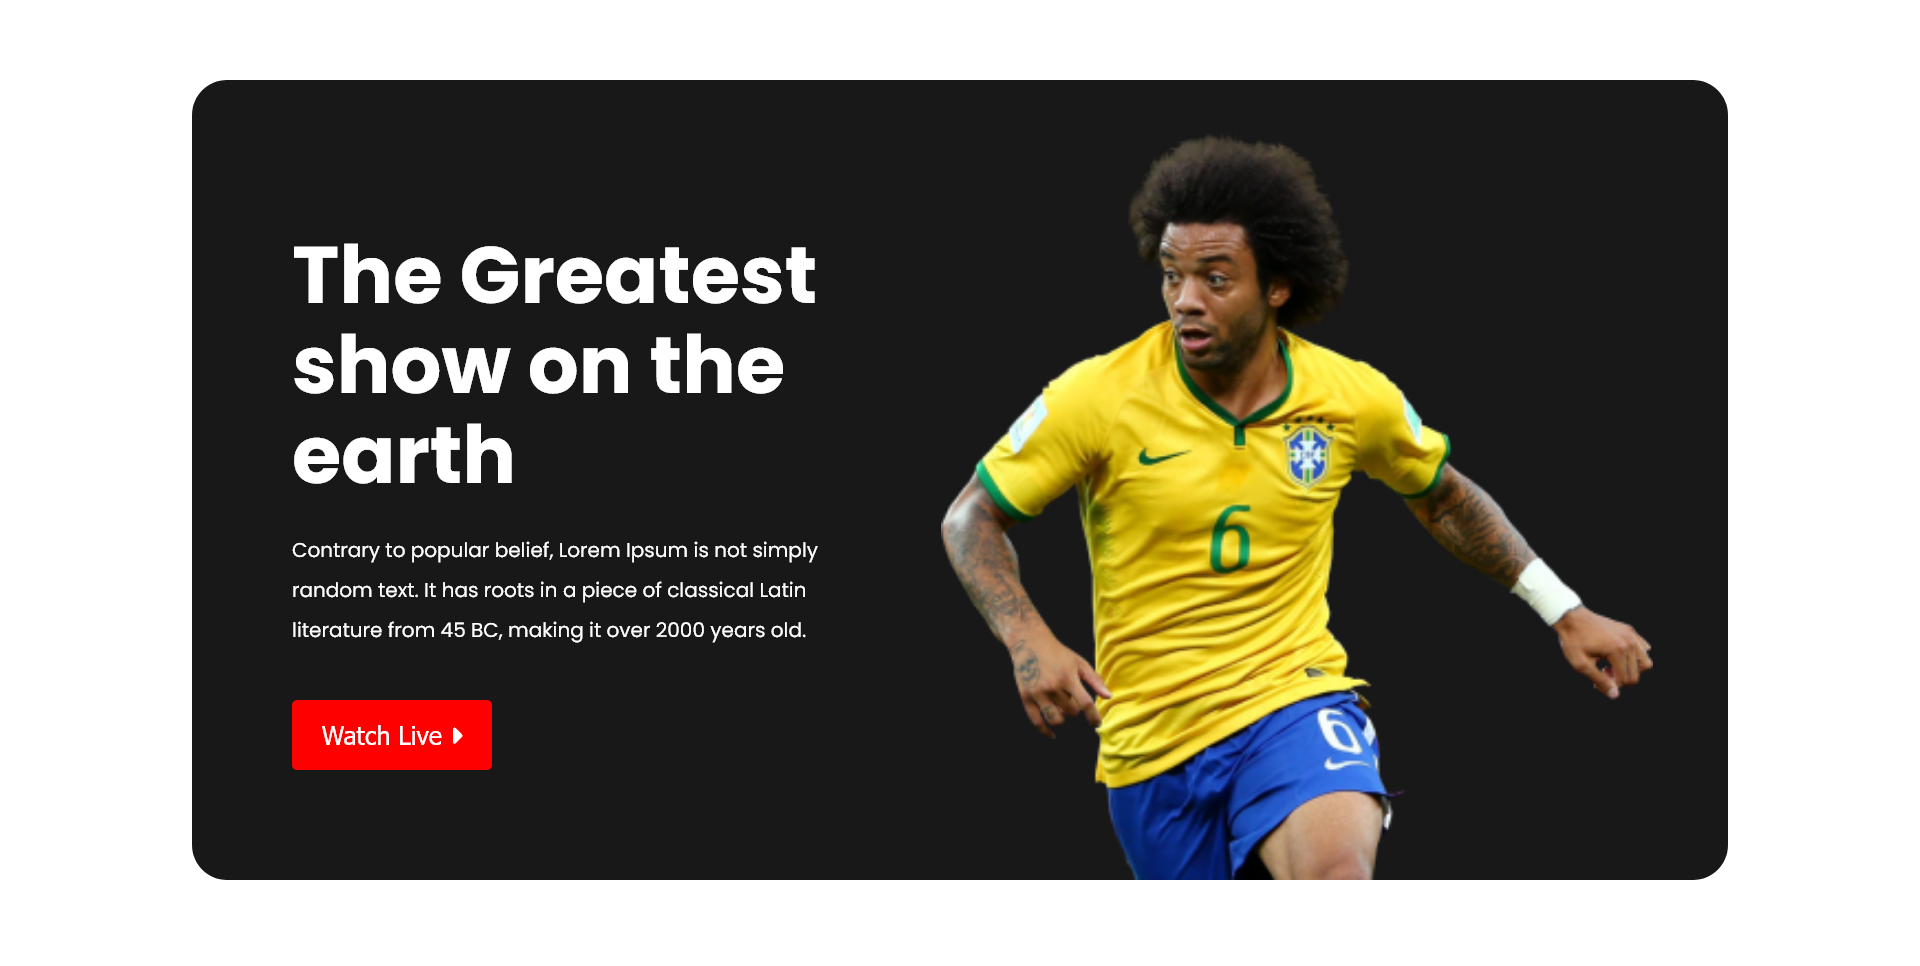 The Greatest
show on the
earth
Contrary to popular belief, Lorem Ipsum is not simply
random text. It has roots in a piece of classical Latin
literature from 45 BC, making it over 2000 years old.
Watch Live
6
6